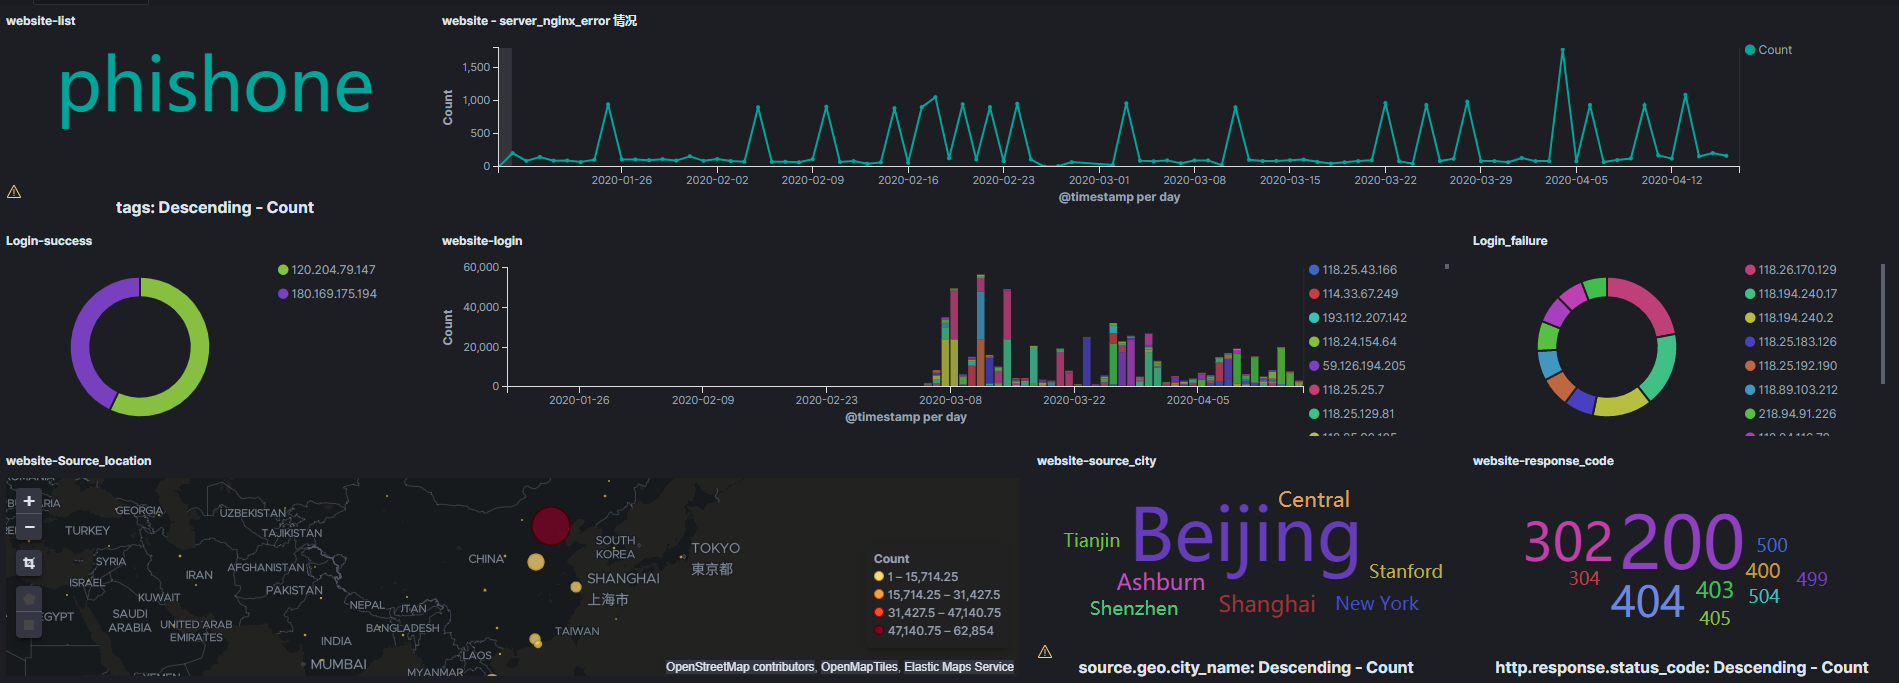 website-list
phishone
tags: Descending - Count
website - server_nginx_error 情况
Count
1,500
1,000
500
0
2020-01-26 2020-02-02 2020-02-09 2020-02-16 2020-02-23 2020-03-01 2020-03-08 2020-03-15 2020-03-22 2020-03-29 2020-04-05 2020-04-12
@timestamp per day
Count
Login-success
120.204.79.147
180.169.175.194
website-login
Count
60,000
40,000
20,000
0
2020-01-26 2020-02-09 2020-02-23 2020-03-08 2020-03-22 2020-04-05
@timestamp per day
118.25.43.166
114.33.67.249
193.112.207.142
118.24.154.64
59.126.194.205
118.25.25.7
118.25.129.81
Login_failure
118.26.170.129
118.194.240.17
118.194.240.2
118.25.183.126
118.25.192.190
118.89.103.212
218.94.91.226
website-Source_location
+
−
GEORGIA
UZBEKISTAN
TURKEY
TAJIKISTAN
SYRIA
AFGHANISTAN
IRAN
ISRAEL
KUWAIT
PAKISTAN
SAUDI
ARABIA
UNITED ARAB
EMIRATES
NEPAL
BANGLADESH
INDIA
MUMBAI
LAOS
MYANMAR
CHINA
SOUTH
KOREA
TOKYO
東京都
SHANGHAI
上海市
TAIWAN
Count
1 – 15,714.25
15,714.25 – 31,427.5
31,427.5 – 47,140.75
47,140.75 – 62,854
OpenStreetMap contributors, OpenMapTiles, Elastic Maps Service
website-source_city
Central
Beijing
Tianjin
Stanford
Ashburn
Shenzhen
Shanghai
New York
source.geo.city_name: Descending - Count
website-response_code
302
200
500
304
400
499
404
403
504
405
http.response.status_code: Descending - Count